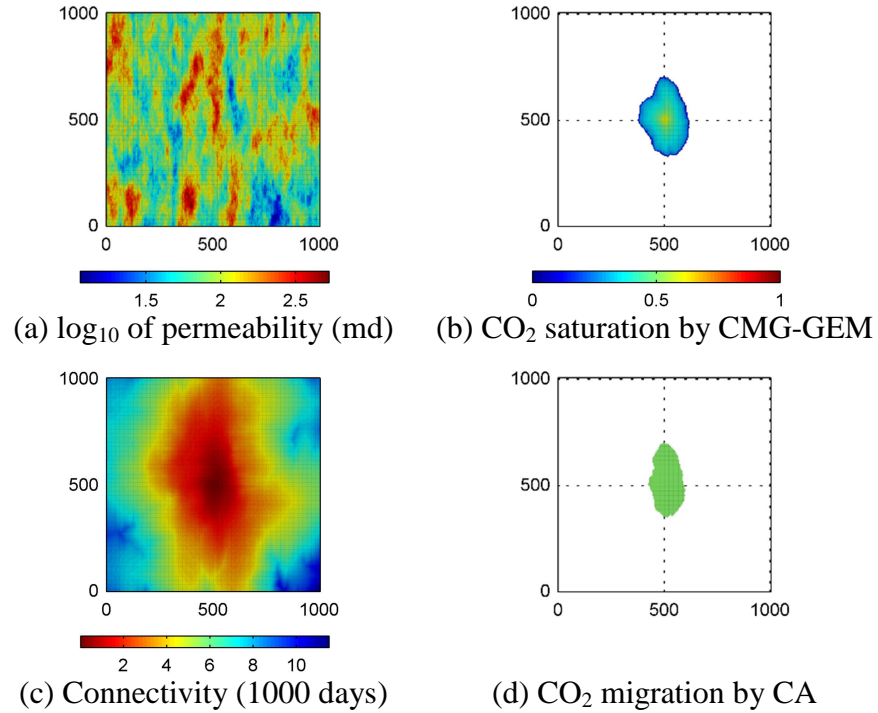 1000
500
0
0 500 1000
1.5 2 2.5
(a) log₁₀ of permeability (md)
1000
500
0
0 500 1000
0 0.5 1
(b) CO₂ saturation by CMG-GEM
1000
500
0
0 500 1000
2 4 6 8 10
(c) Connectivity (1000 days)
1000
500
0
0 500 1000
(d) CO₂ migration by CA